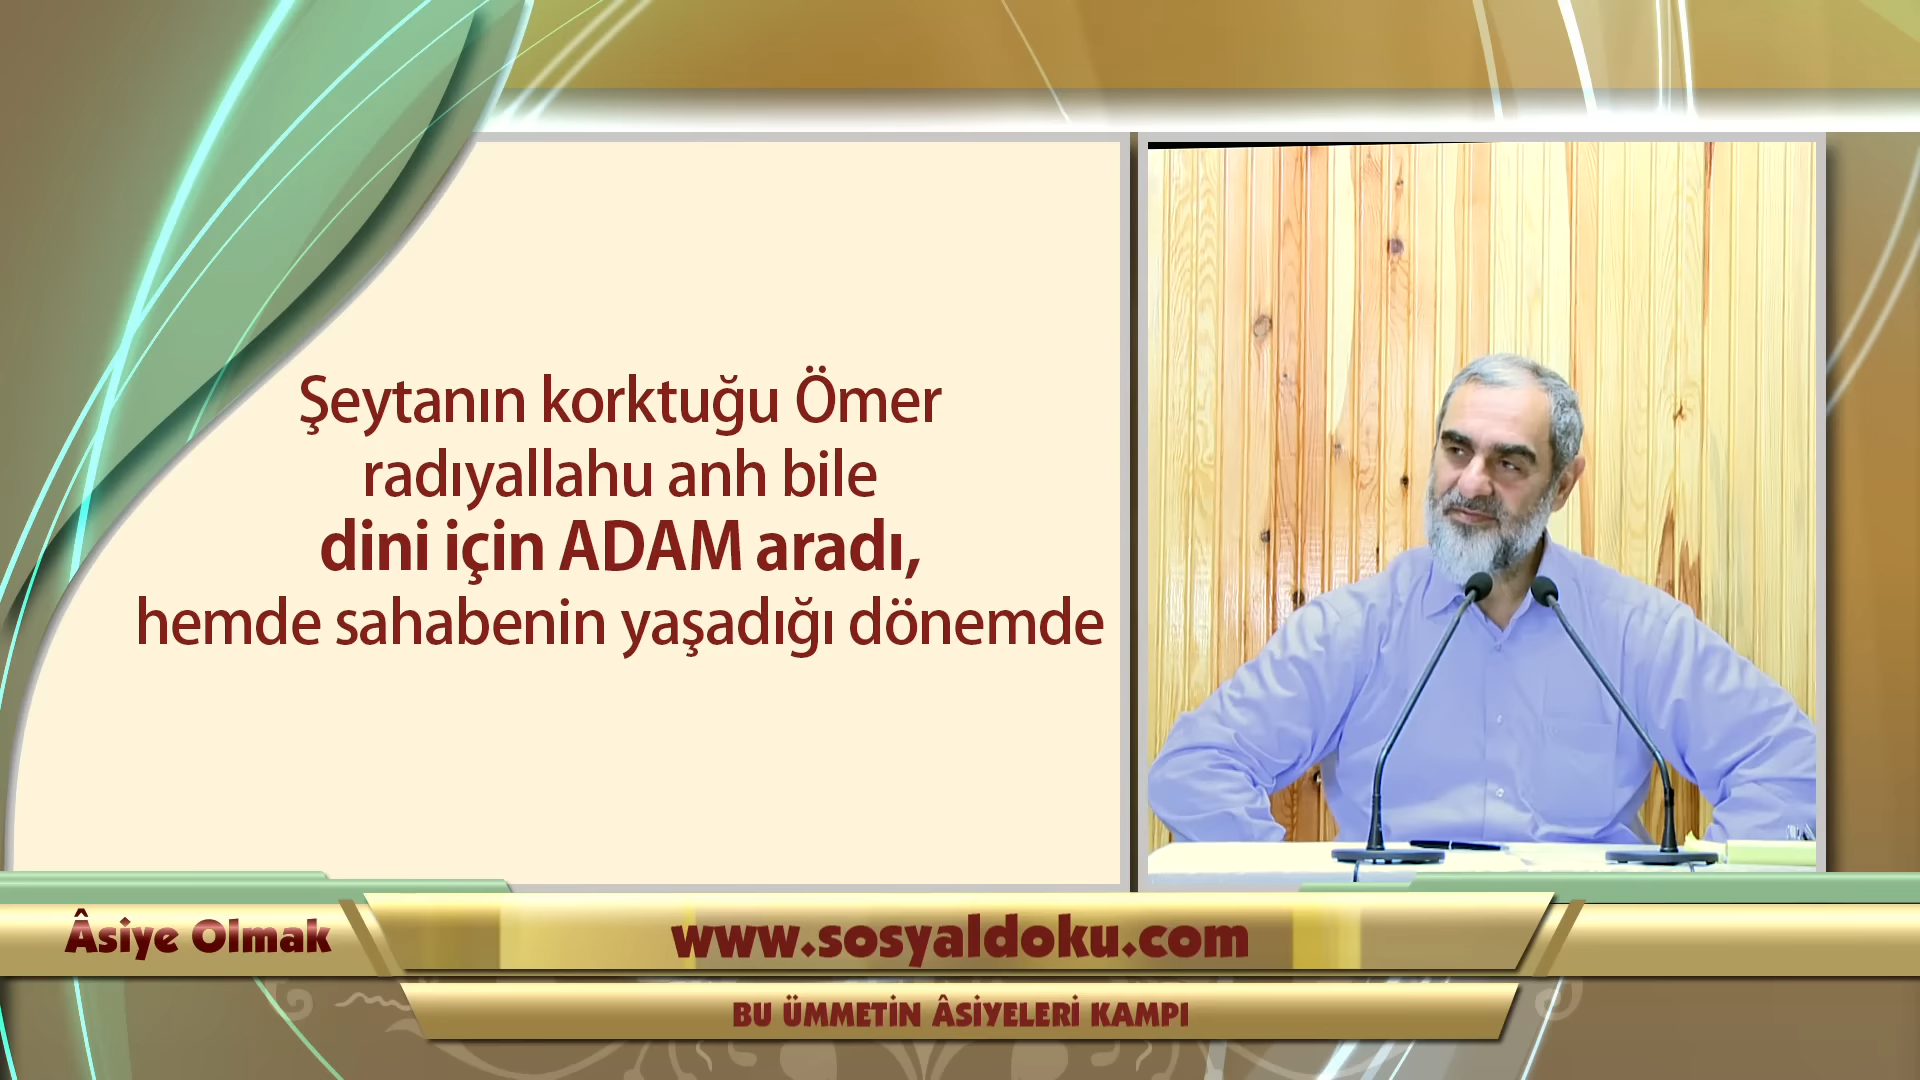 Şeytanın korktuğu Ömer
radıyallahu anh bile
dini için ADAM aradı,
hemde sahabenin yaşadığı dönemde
Âsiye Olmak
www.sosyaldoku.com
BU ÜMMETİN ÂSİYELERİ KAMPI